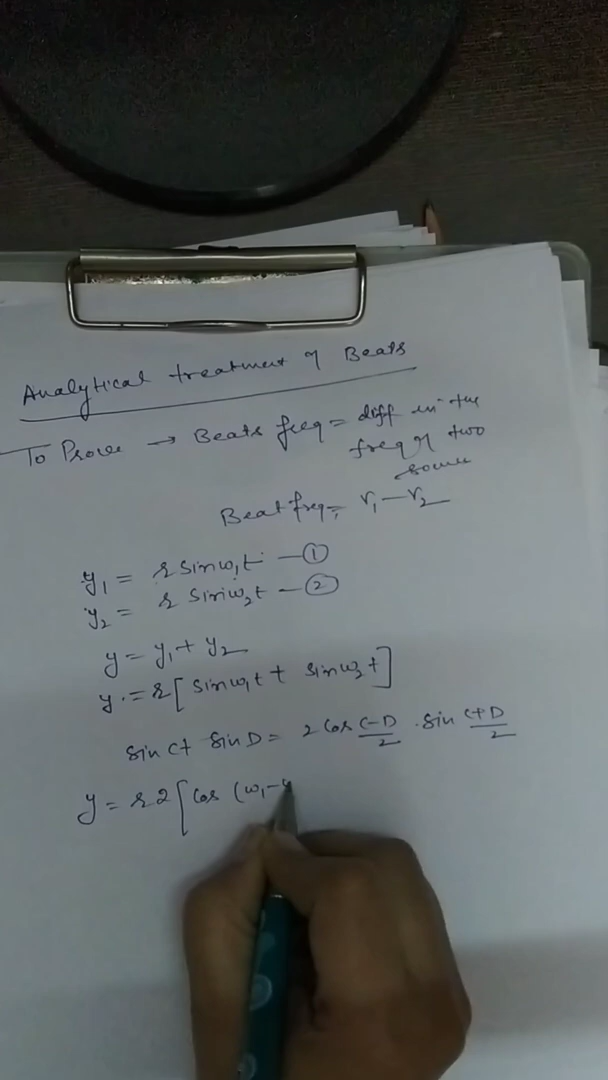 Analytical treatment of Beats
To Prove → Beats freq = diff in the
freq of two
source
Beat freq = ν₁ − ν₂
y₁ = r sinω₁t — ①
y₂ = r sinω₂t — ②
y = y₁ + y₂
y = r [ sinω₁t + sinω₂t ]
sin C + sin D = 2 cos (C−D)/2 · sin (C+D)/2
y = r 2 [ cos (ω₁ −